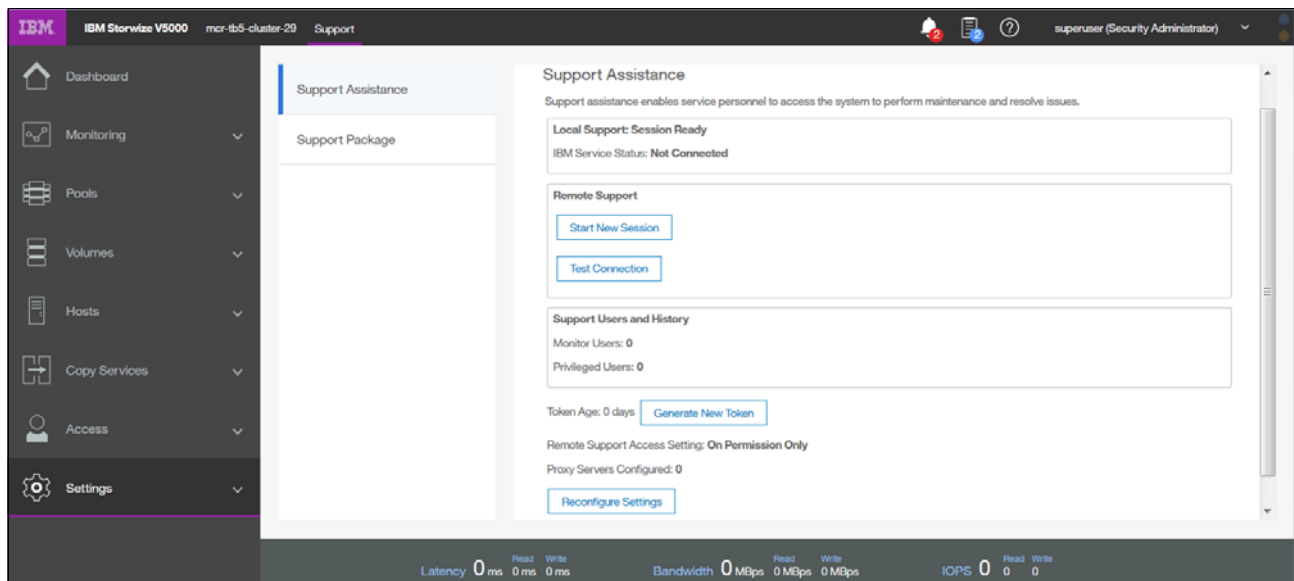 IBM IBM Storwize V5000 mcr-tb5-cluster-29 Support 2 2 ? superuser (Security Administrator)
Dashboard
Monitoring
Pools
Volumes
Hosts
Copy Services
Access
Settings
Support Assistance
Support Package
Support Assistance
Support assistance enables service personnel to access the system to perform maintenance and resolve issues.
Local Support: Session Ready
IBM Service Status: Not Connected
Remote Support
Start New Session
Test Connection
Support Users and History
Monitor Users: 0
Privileged Users: 0
Token Age: 0 days Generate New Token
Remote Support Access Setting: On Permission Only
Proxy Servers Configured: 0
Reconfigure Settings
Latency 0 ms Read 0 ms Write 0 ms Bandwidth 0 MBps Read 0 MBps Write 0 MBps IOPS 0 Read 0 Write 0